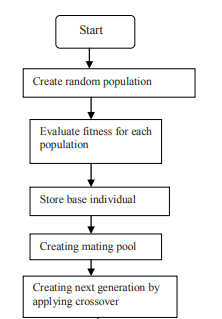 Start
Create random population
Evaluate fitness for each
population
Store base individual
Creating mating pool
Creating next generation by
applying crossover